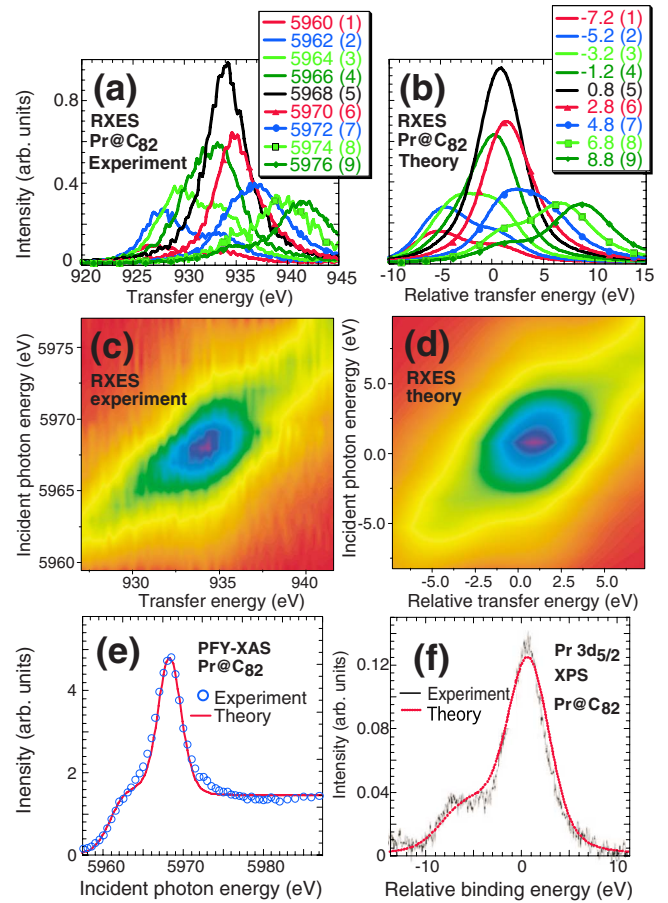 5960 (1)
5962 (2)
5964 (3)
5966 (4)
5968 (5)
5970 (6)
5972 (7)
5974 (8)
5976 (9)
(a)
RXES
Pr@C82
Experiment
0.8
0.4
0
Intensity (arb. units)
920 925 930 935 940 945
Transfer energy (eV)
-7.2 (1)
-5.2 (2)
-3.2 (3)
-1.2 (4)
0.8 (5)
2.8 (6)
4.8 (7)
6.8 (8)
8.8 (9)
(b)
RXES
Pr@C82
Theory
-10 -5 0 5 10 15
Relative transfer energy (eV)
(c)
RXES
experiment
5975
5970
5965
5960
Incident photon energy (eV)
930 935 940
Transfer energy (eV)
(d)
RXES
theory
5.0
0.0
-5.0
Incident photon enerergy (eV)
-5.0 -2.5 0.0 2.5 5.0
Relative transfer energy (eV)
(e)
PFY-XAS
Pr@C82
Experiment
Theory
4
2
0
Inensity (arb. units)
5960 5970 5980
Incident photon energy (eV)
(f)
Pr 3d5/2
XPS
Pr@C82
Experiment
Theory
0.12
0.08
0.04
0
Intensity (arb. units)
-10 0 10
Relative binding energy (eV)